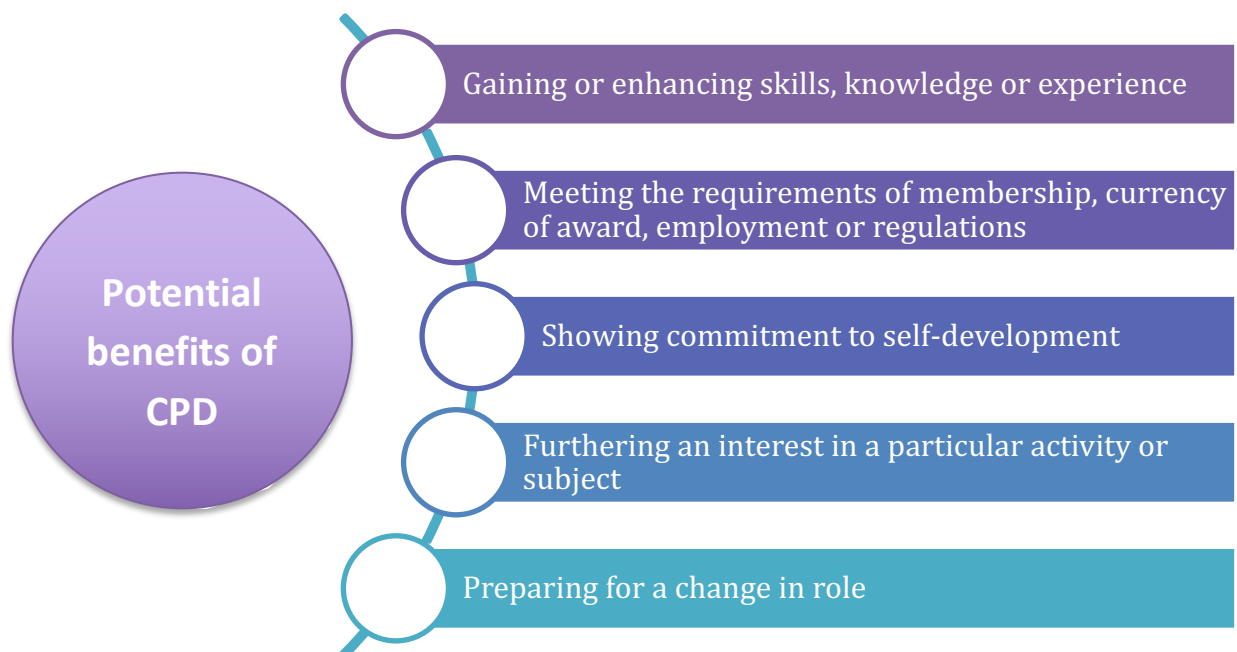 Potential
benefits of
CPD
Gaining or enhancing skills, knowledge or experience
Meeting the requirements of membership, currency
of award, employment or regulations
Showing commitment to self-development
Furthering an interest in a particular activity or
subject
Preparing for a change in role